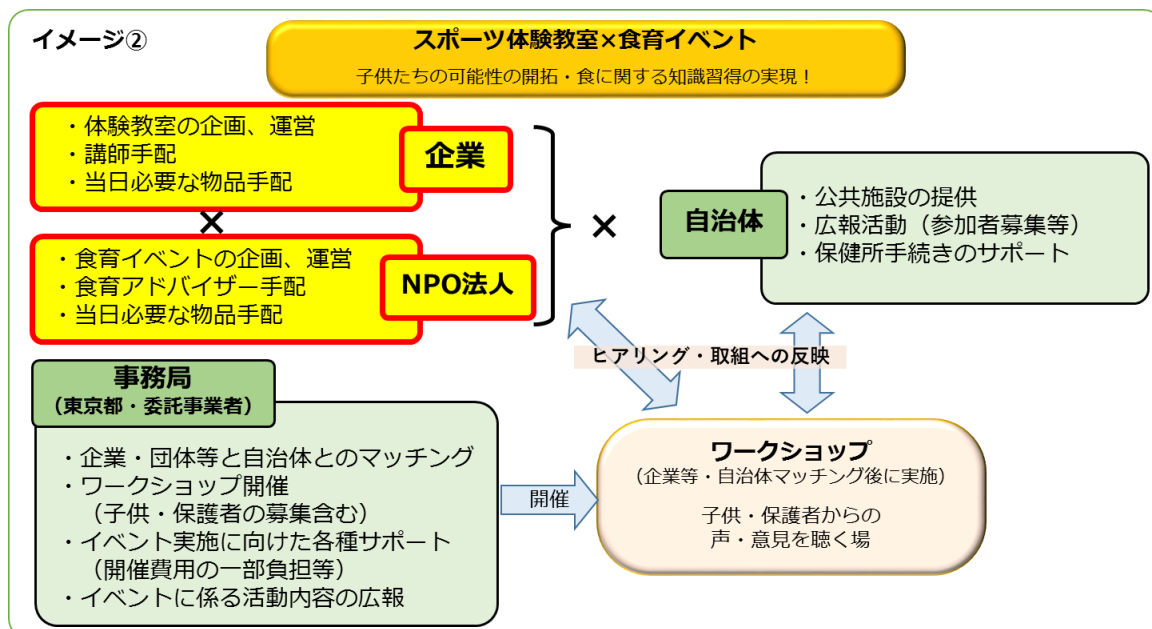 イメージ②
スポーツ体験教室×食育イベント
子供たちの可能性の開拓・食に関する知識習得の実現！
・体験教室の企画、運営
・講師手配
・当日必要な物品手配
企業
×
・食育イベントの企画、運営
・食育アドバイザー手配
・当日必要な物品手配
NPO法人
×
自治体
・公共施設の提供
・広報活動（参加者募集等）
・保健所手続きのサポート
ヒアリング・取組への反映
事務局
（東京都・委託事業者）
・企業・団体等と自治体とのマッチング
・ワークショップ開催
（子供・保護者の募集含む）
・イベント実施に向けた各種サポート
（開催費用の一部負担等）
・イベントに係る活動内容の広報
開催
ワークショップ
（企業等・自治体マッチング後に実施）
子供・保護者からの
声・意見を聴く場